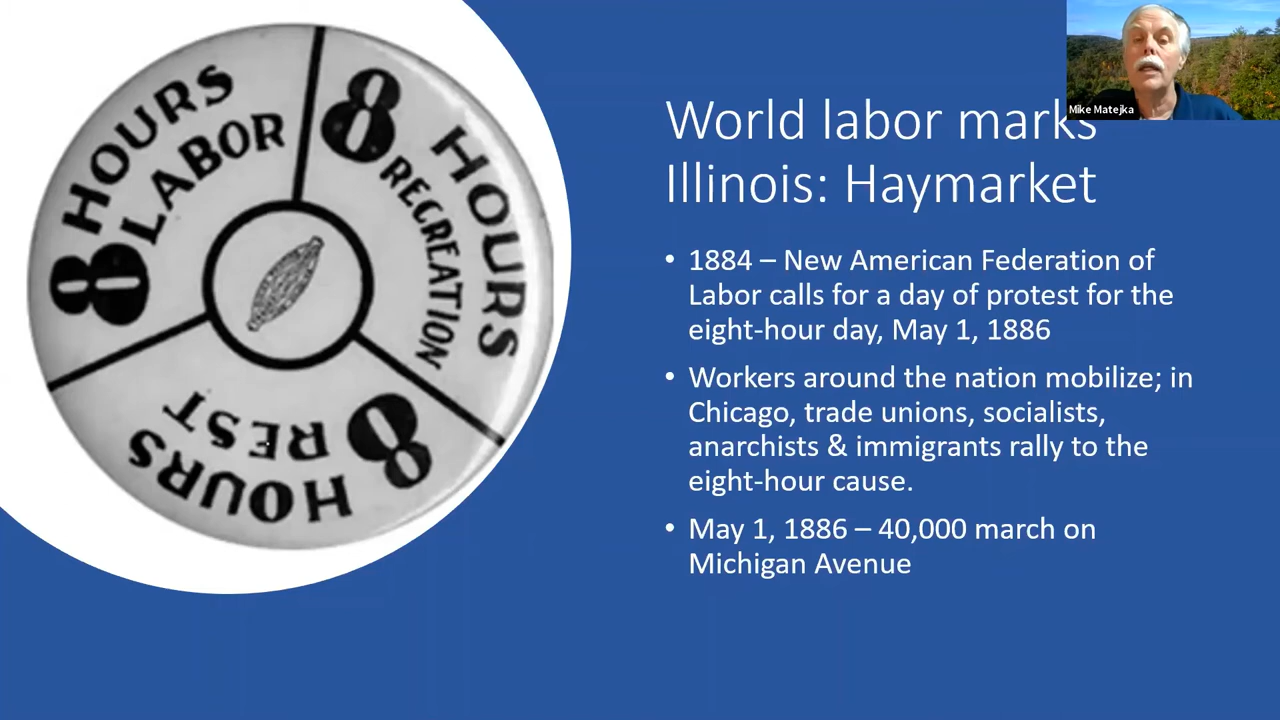 8 HOURS
LABOR
8 HOURS
RECREATION
8 HOURS
REST
World labor marks
Illinois: Haymarket
• 1884 – New American Federation of
Labor calls for a day of protest for the
eight-hour day, May 1, 1886
• Workers around the nation mobilize; in
Chicago, trade unions, socialists,
anarchists & immigrants rally to the
eight-hour cause.
• May 1, 1886 – 40,000 march on
Michigan Avenue
Mike Matejka